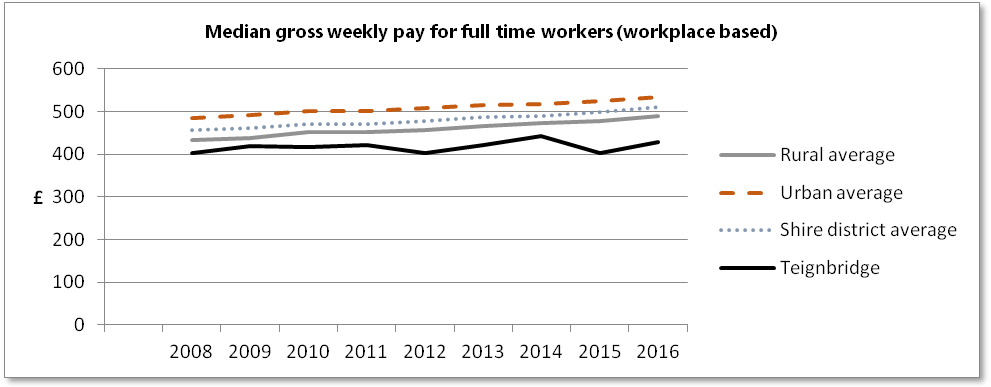 Median gross weekly pay for full time workers (workplace based)
600
500
400
300
200
100
0
£
2008 2009 2010 2011 2012 2013 2014 2015 2016
Rural average
Urban average
Shire district average
Teignbridge